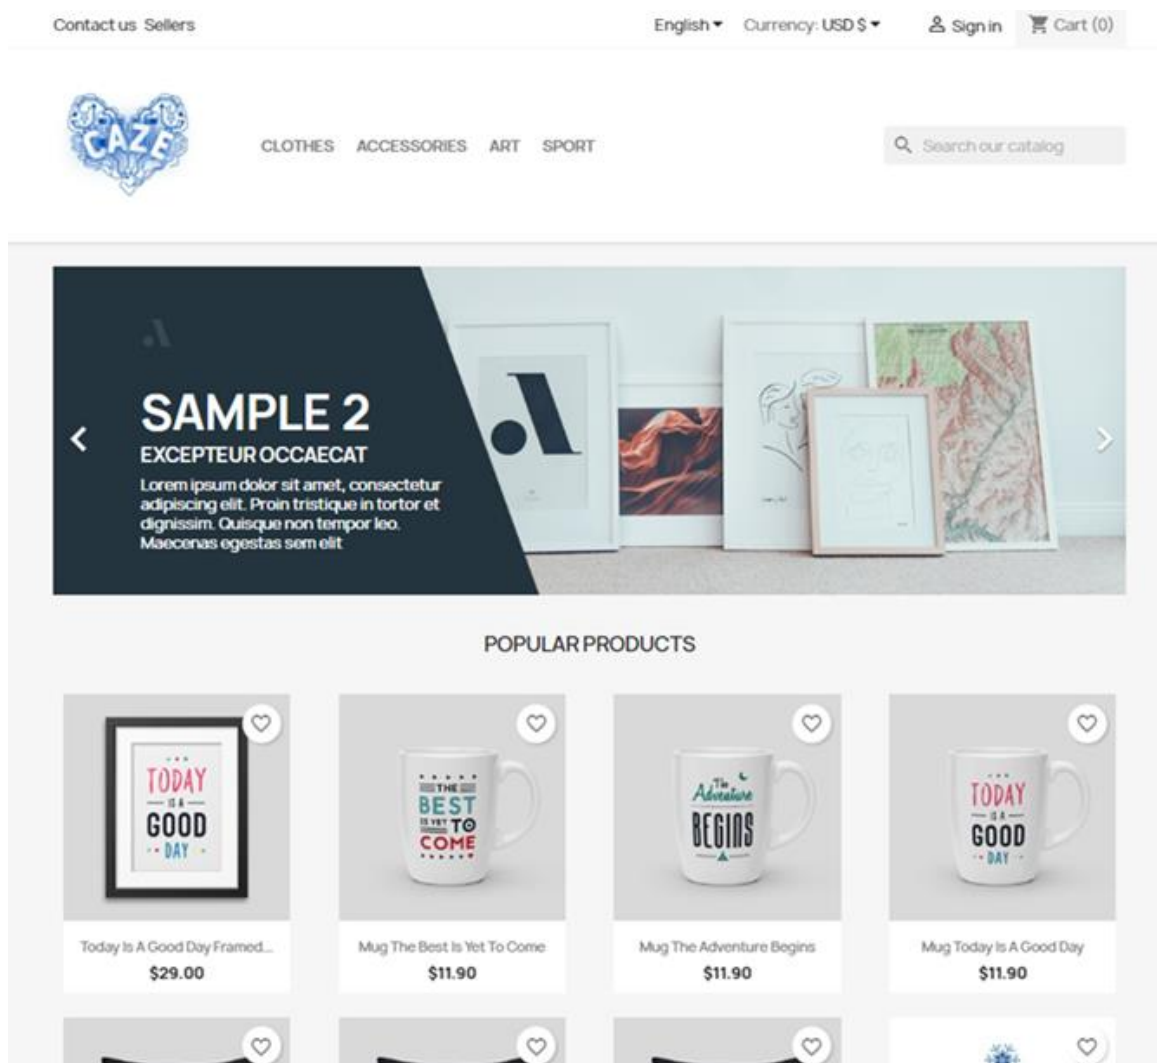 Contact us Sellers English Currency: USD $ Sign in Cart (0)
CAZE
CLOTHES ACCESSORIES ART SPORT Search our catalog
SAMPLE 2
EXCEPTEUR OCCAECAT
Lorem ipsum dolor sit amet, consectetur
adipiscing elit. Proin tristique in tortor et
dignissim. Quisque non tempor leo.
Maecenas egestas sem elit
POPULAR PRODUCTS
TODAY
IS A
GOOD
DAY
THE
BEST
IS YET TO
COME
The
Adventure
BEGINS
TODAY
IS A
GOOD
DAY
Today Is A Good Day Framed...
$29.00
Mug The Best Is Yet To Come
$11.90
Mug The Adventure Begins
$11.90
Mug Today Is A Good Day
$11.90